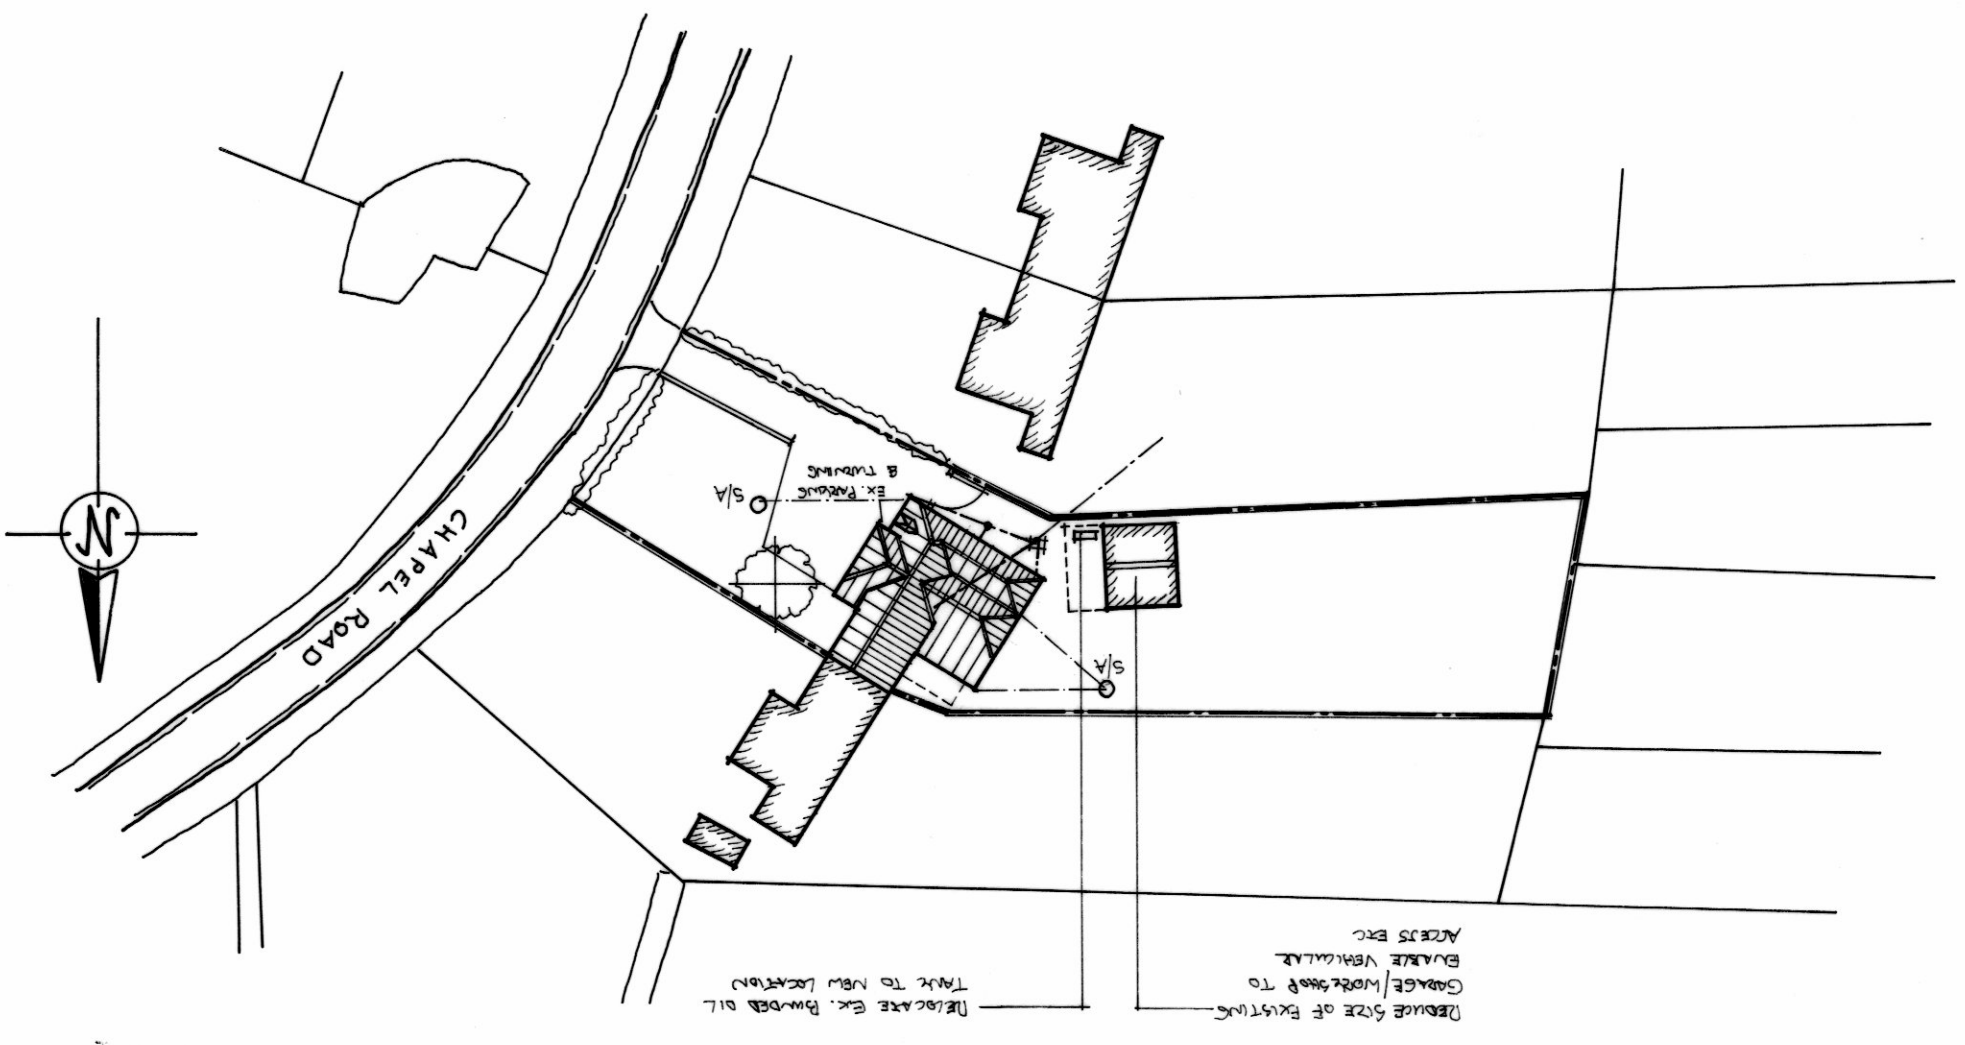 REDUCE SIZE OF EXISTING
GARAGE/WORKSHOP TO
ENABLE VEHICULAR
ACCESS ETC
RELOCATE EX. BUNDED OIL
TANK TO NEW LOCATION
S/A
CHAPEL ROAD
N
S/A
EX. PARKING
& TURNING